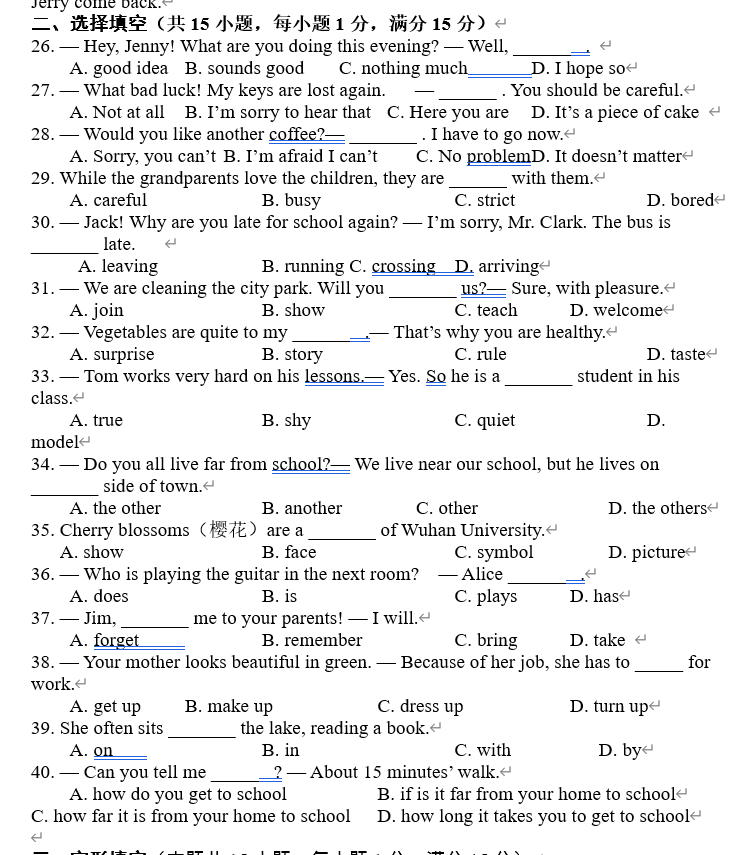 Jerry come back.↵
二、选择填空（共 15 小题，每小题 1 分，满分 15 分）↵
26. — Hey, Jenny! What are you doing this evening? — Well, ________. ↵
A. good idea B. sounds good C. nothing much D. I hope so↵
27. — What bad luck! My keys are lost again. — ______ . You should be careful.↵
A. Not at all B. I'm sorry to hear that C. Here you are D. It's a piece of cake ↵
28. — Would you like another coffee?— _______ . I have to go now.↵
A. Sorry, you can't B. I'm afraid I can't C. No problemD. It doesn't matter↵
29. While the grandparents love the children, they are ______ with them.↵
A. careful B. busy C. strict D. bored↵
30. — Jack! Why are you late for school again? — I'm sorry, Mr. Clark. The bus is
_______ late. ↵
A. leaving B. running C. crossing D. arriving↵
31. — We are cleaning the city park. Will you _______ us?— Sure, with pleasure.↵
A. join B. show C. teach D. welcome↵
32. — Vegetables are quite to my ________.— That's why you are healthy.↵
A. surprise B. story C. rule D. taste↵
33. — Tom works very hard on his lessons.— Yes. So he is a _______ student in his
class.↵
A. true B. shy C. quiet D.
model↵
34. — Do you all live far from school?— We live near our school, but he lives on
_______ side of town.↵
A. the other B. another C. other D. the others↵
35. Cherry blossoms（樱花）are a _______ of Wuhan University.↵
A. show B. face C. symbol D. picture↵
36. — Who is playing the guitar in the next room? — Alice ________.↵
A. does B. is C. plays D. has↵
37. — Jim, _______ me to your parents! — I will.↵
A. forget B. remember C. bring D. take ↵
38. — Your mother looks beautiful in green. — Because of her job, she has to _____ for
work.↵
A. get up B. make up C. dress up D. turn up↵
39. She often sits _______ the lake, reading a book.↵
A. on B. in C. with D. by↵
40. — Can you tell me _______? — About 15 minutes' walk.↵
A. how do you get to school B. if is it far from your home to school↵
C. how far it is from your home to school D. how long it takes you to get to school↵
↵